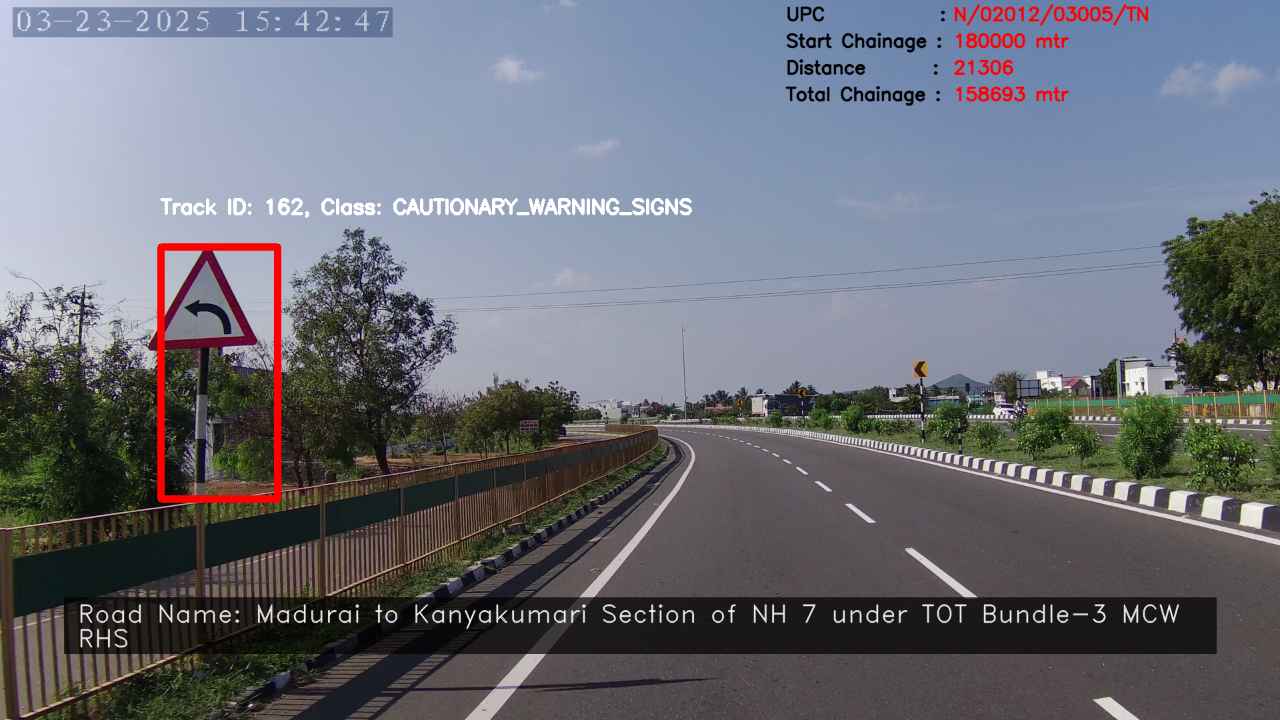 03-23-2025 15:42:47
UPC : N/02012/03005/TN
Start Chainage : 180000 mtr
Distance : 21306
Total Chainage : 158693 mtr
Track ID: 162, Class: CAUTIONARY_WARNING_SIGNS
Road Name: Madurai to Kanyakumari Section of NH 7 under TOT Bundle-3 MCW
RHS